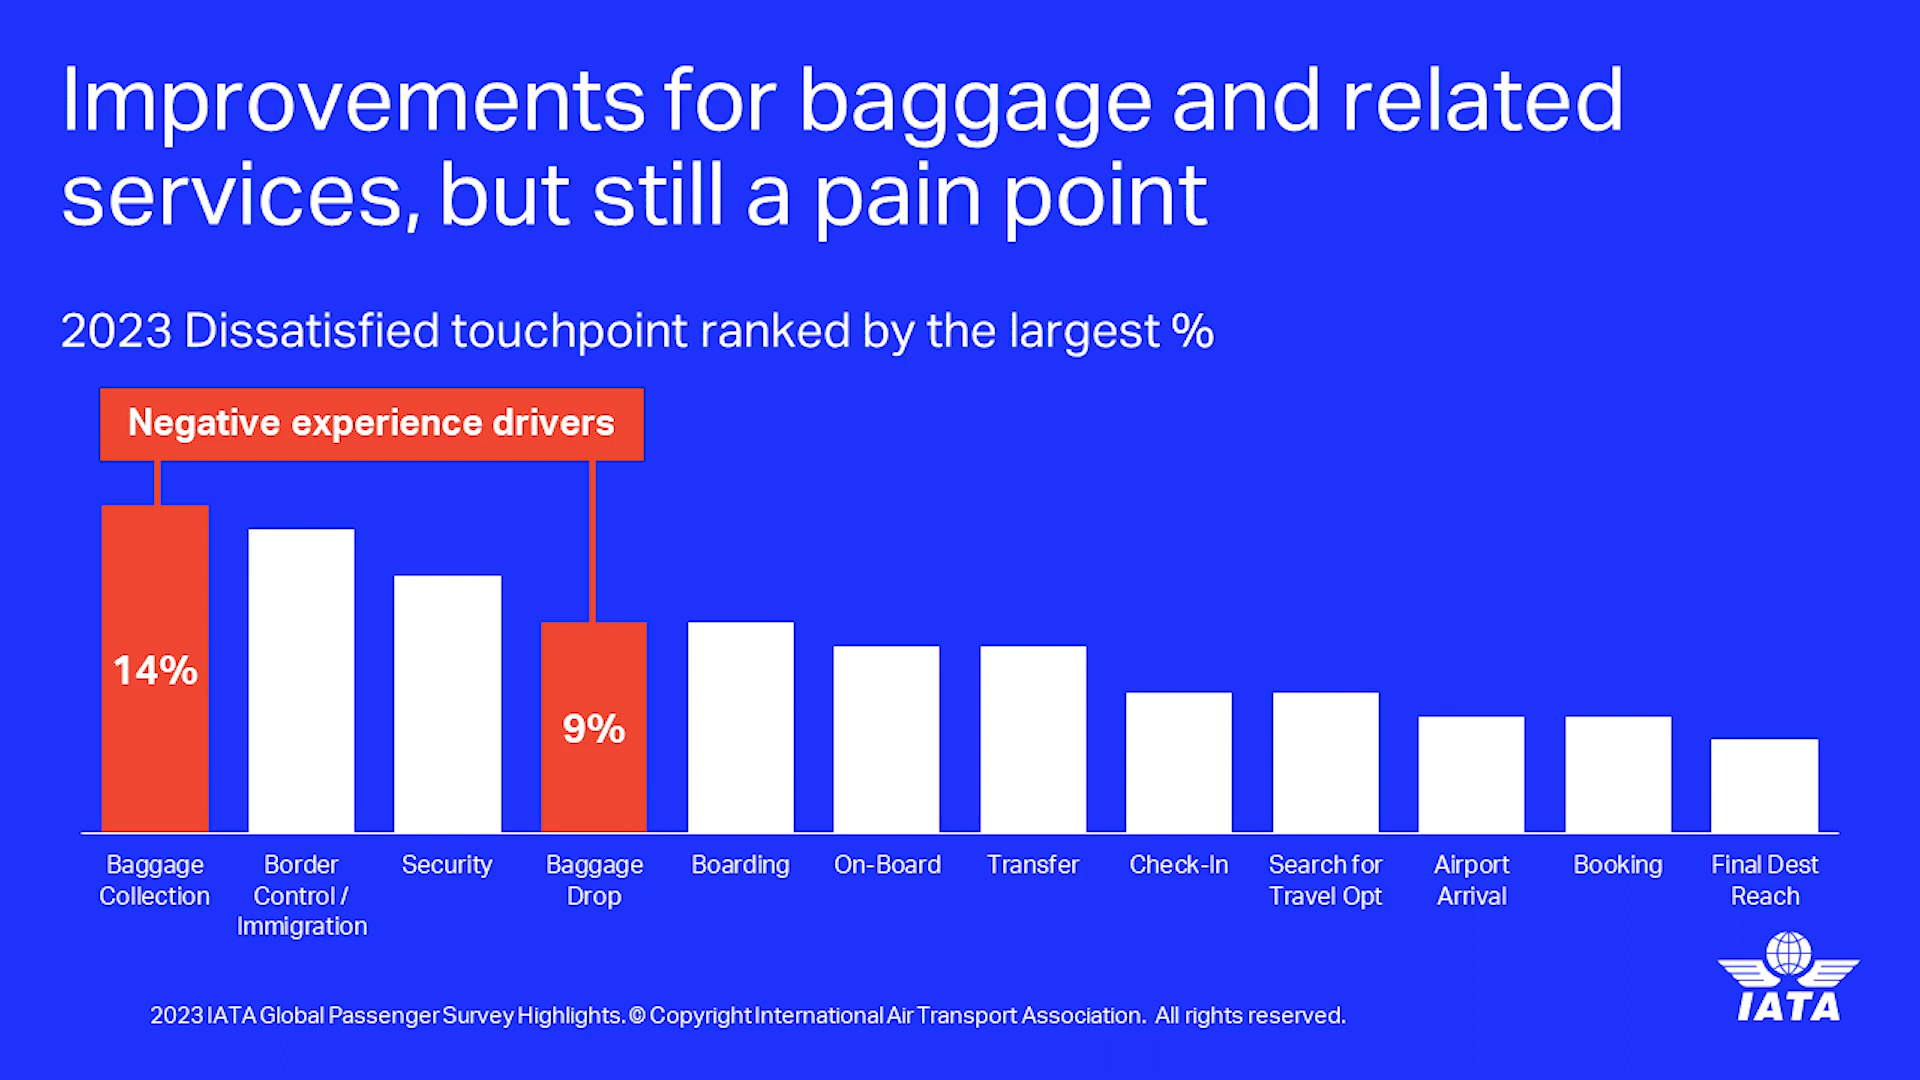 Improvements for baggage and related
services, but still a pain point
2023 Dissatisfied touchpoint ranked by the largest %
Negative experience drivers
14%
9%
Baggage
Collection
Border
Control /
Immigration
Security
Baggage
Drop
Boarding
On-Board
Transfer
Check-In
Search for
Travel Opt
Airport
Arrival
Booking
Final Dest
Reach
IATA
2023 IATA Global Passenger Survey Highlights. © Copyright International Air Transport Association. All rights reserved.